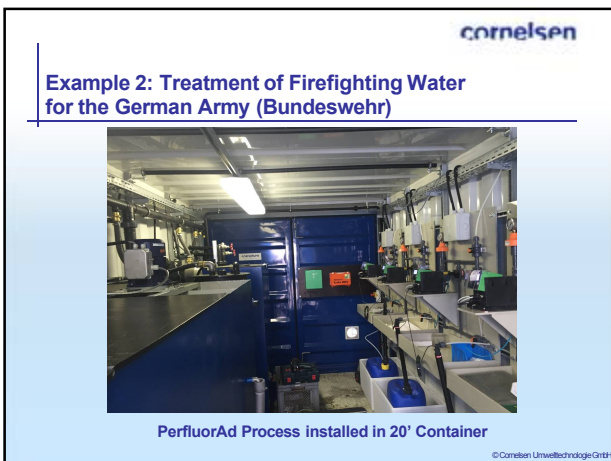 cornelsen
Example 2: Treatment of Firefighting Water
for the German Army (Bundeswehr)
PerfluorAd Process installed in 20' Container
© Cornelsen Umwelttechnologie GmbH